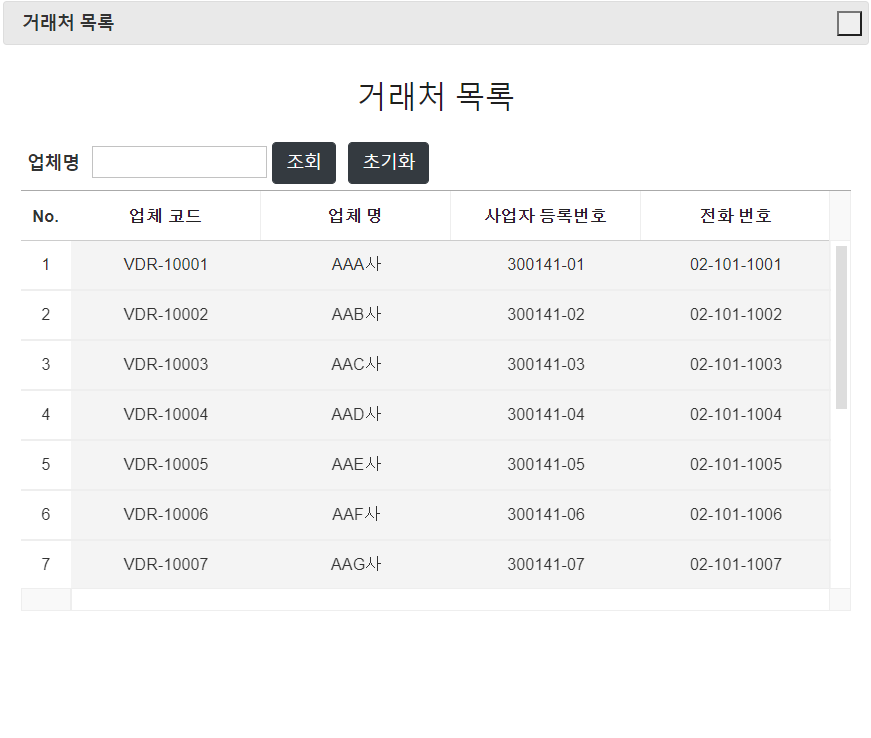 거래처 목록
거래처 목록
업체명 조회 초기화
No. 업체 코드 업체 명 사업자 등록번호 전화 번호
1 VDR-10001 AAA사 300141-01 02-101-1001
2 VDR-10002 AAB사 300141-02 02-101-1002
3 VDR-10003 AAC사 300141-03 02-101-1003
4 VDR-10004 AAD사 300141-04 02-101-1004
5 VDR-10005 AAE사 300141-05 02-101-1005
6 VDR-10006 AAF사 300141-06 02-101-1006
7 VDR-10007 AAG사 300141-07 02-101-1007